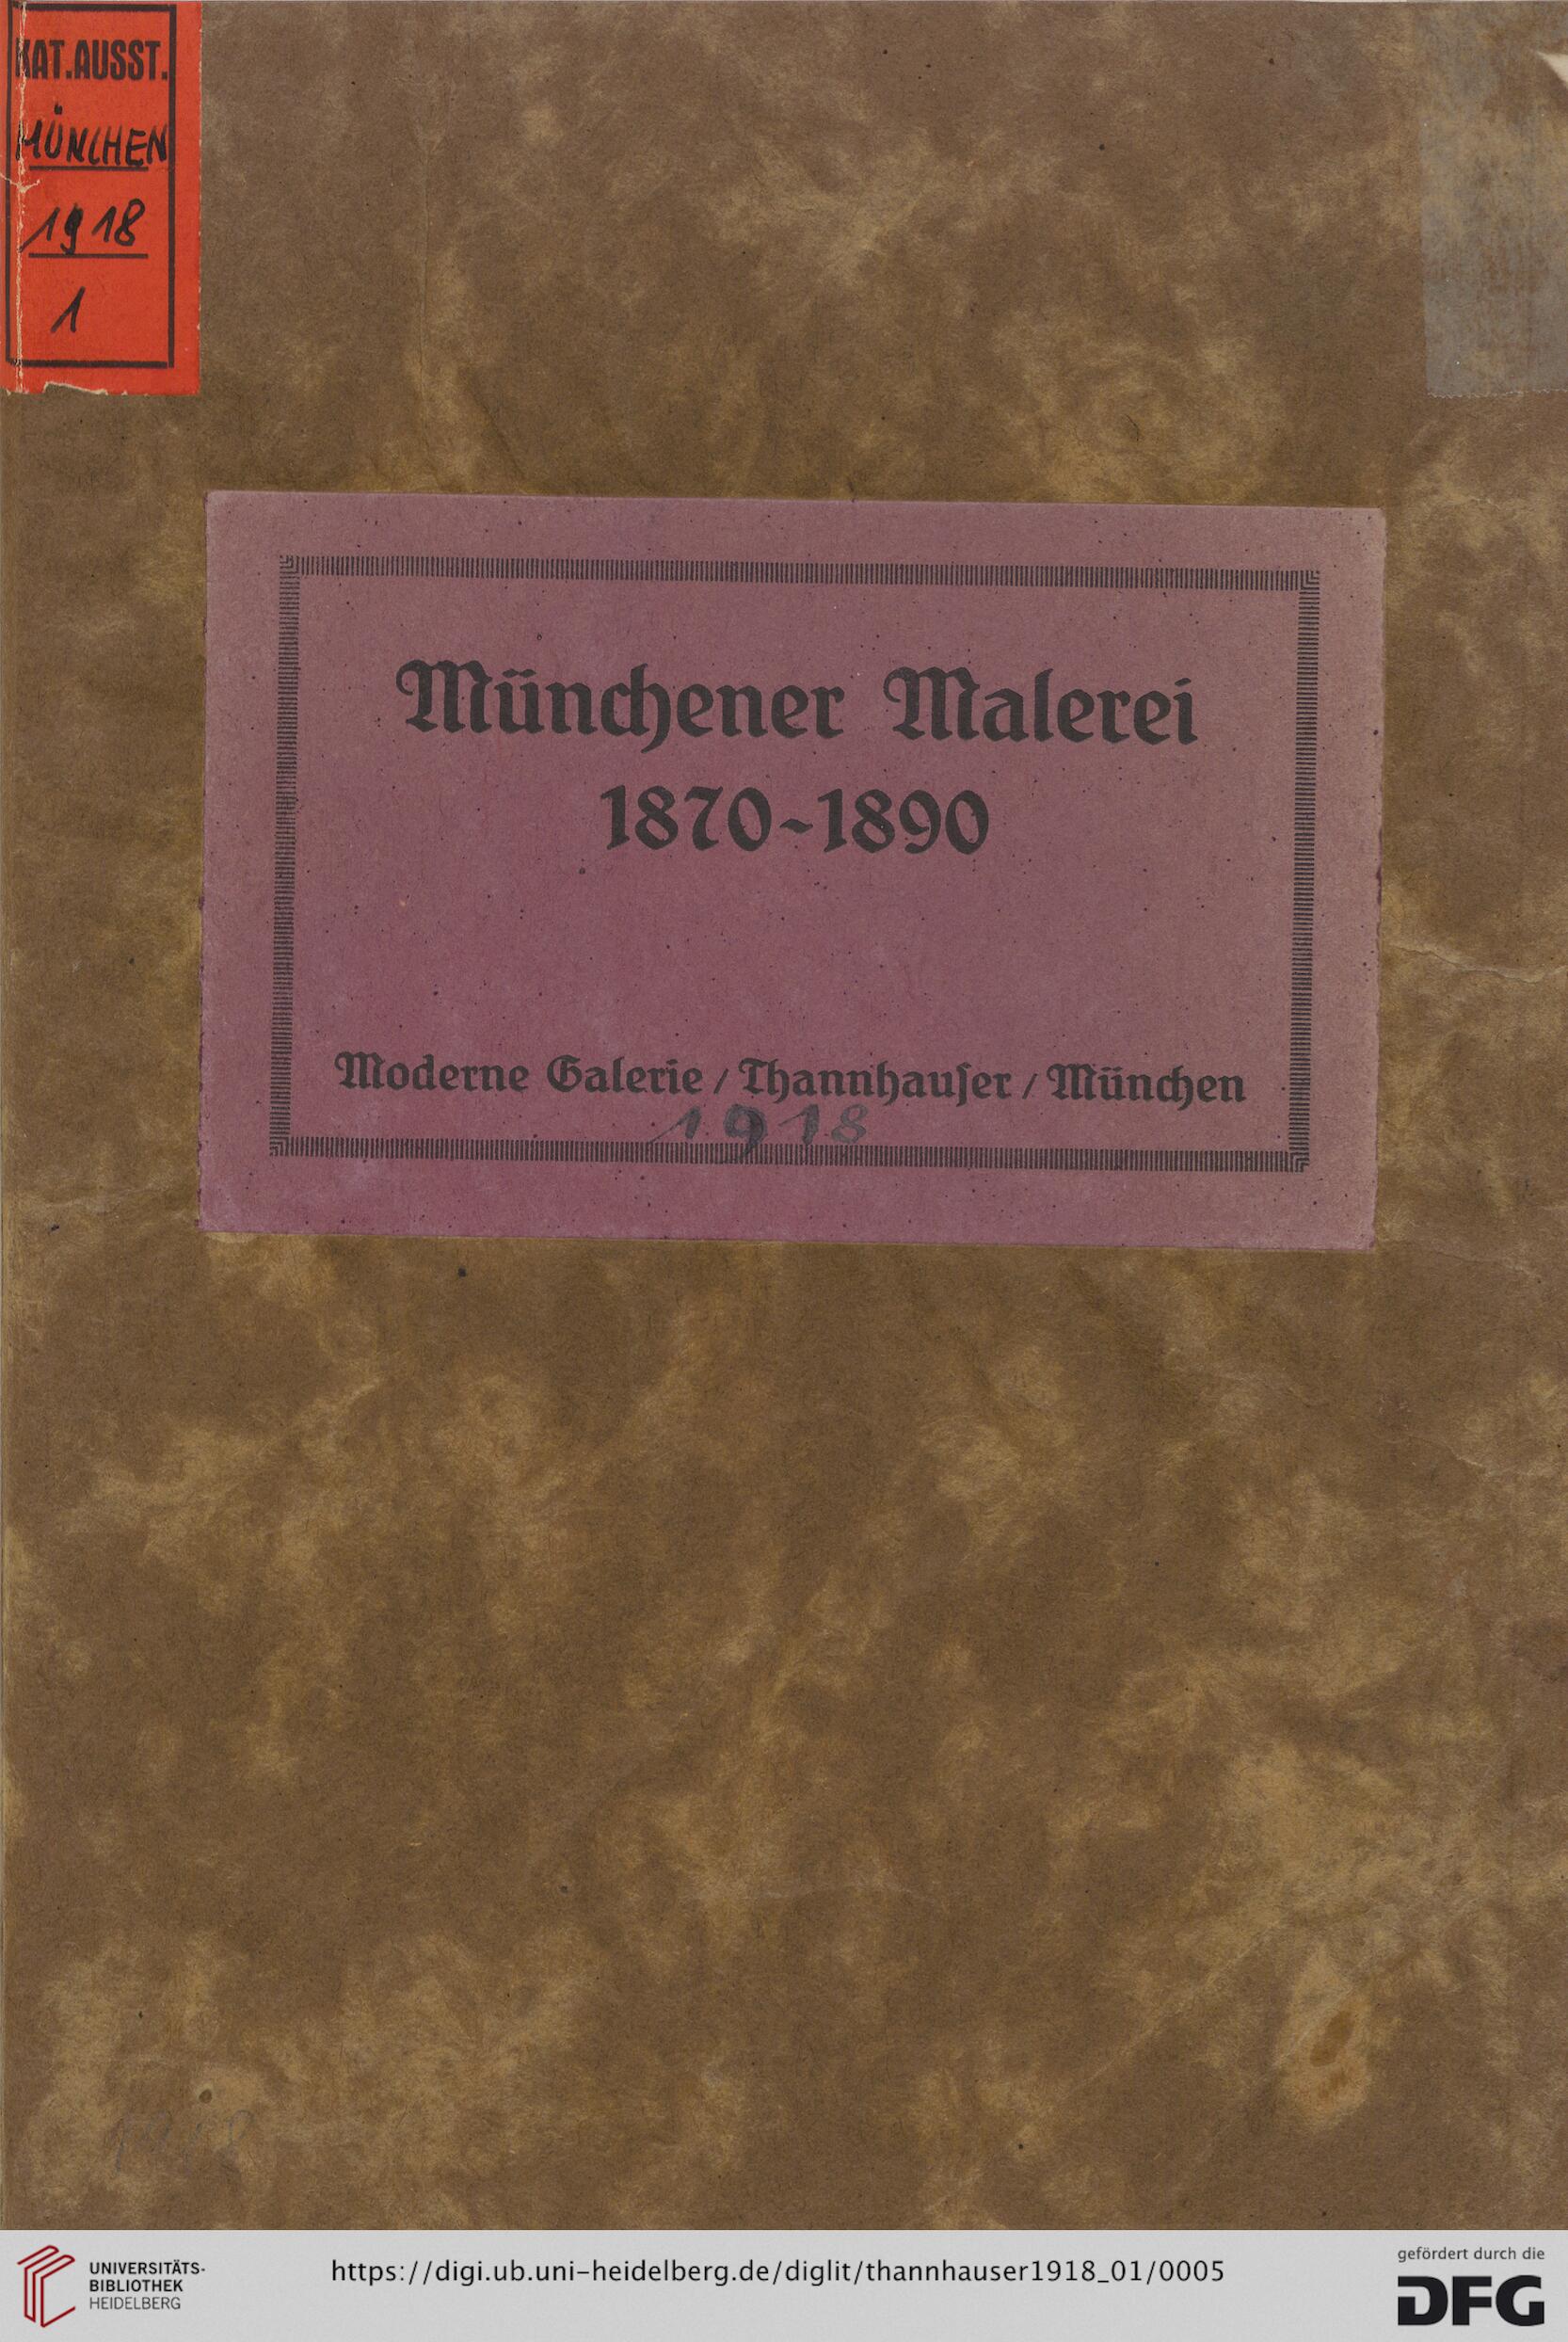 KAT.AUSST.
MÜNCHEN
1918
1
Münchener Malerei
1870-1890
Moderne Galerie / Thannhauser / München
1918
UNIVERSITÄTS-
BIBLIOTHEK
HEIDELBERG
https://digi.ub.uni-heidelberg.de/diglit/thannhauser1918_01/0005
gefördert durch die
DFG